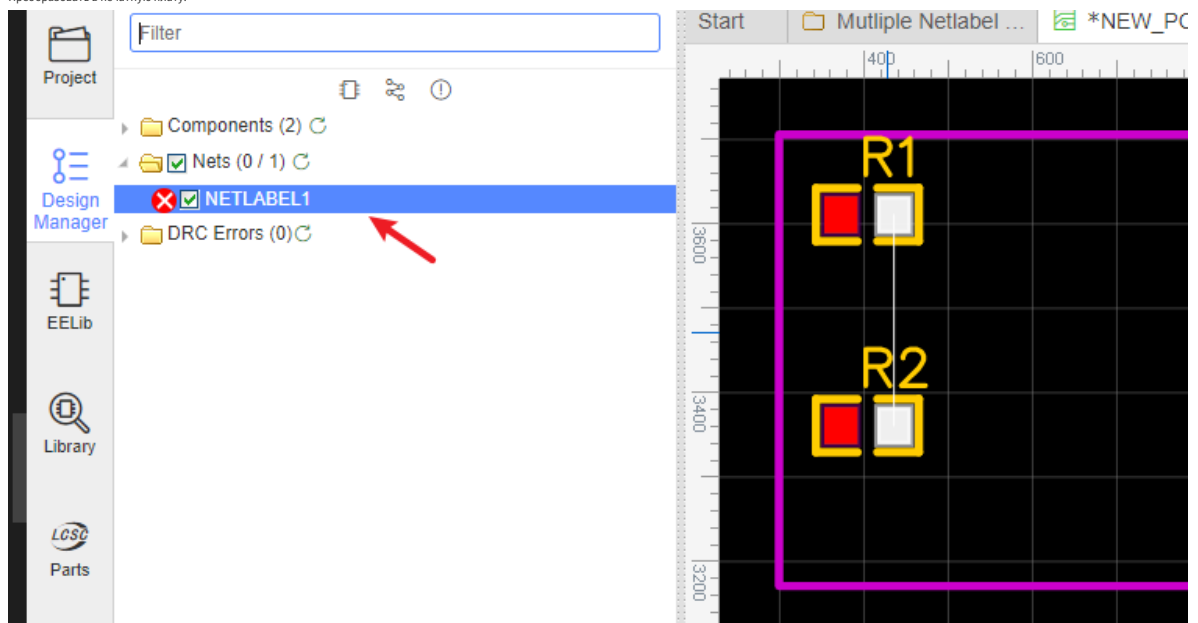 Filter
Project
Components (2)
Nets (0 / 1)
NETLABEL1
DRC Errors (0)
Design
Manager
EELib
Library
LCSC
Parts
Start
Mutliple Netlabel ...
*NEW_PC
400
600
3600
3400
3200
R1
R2